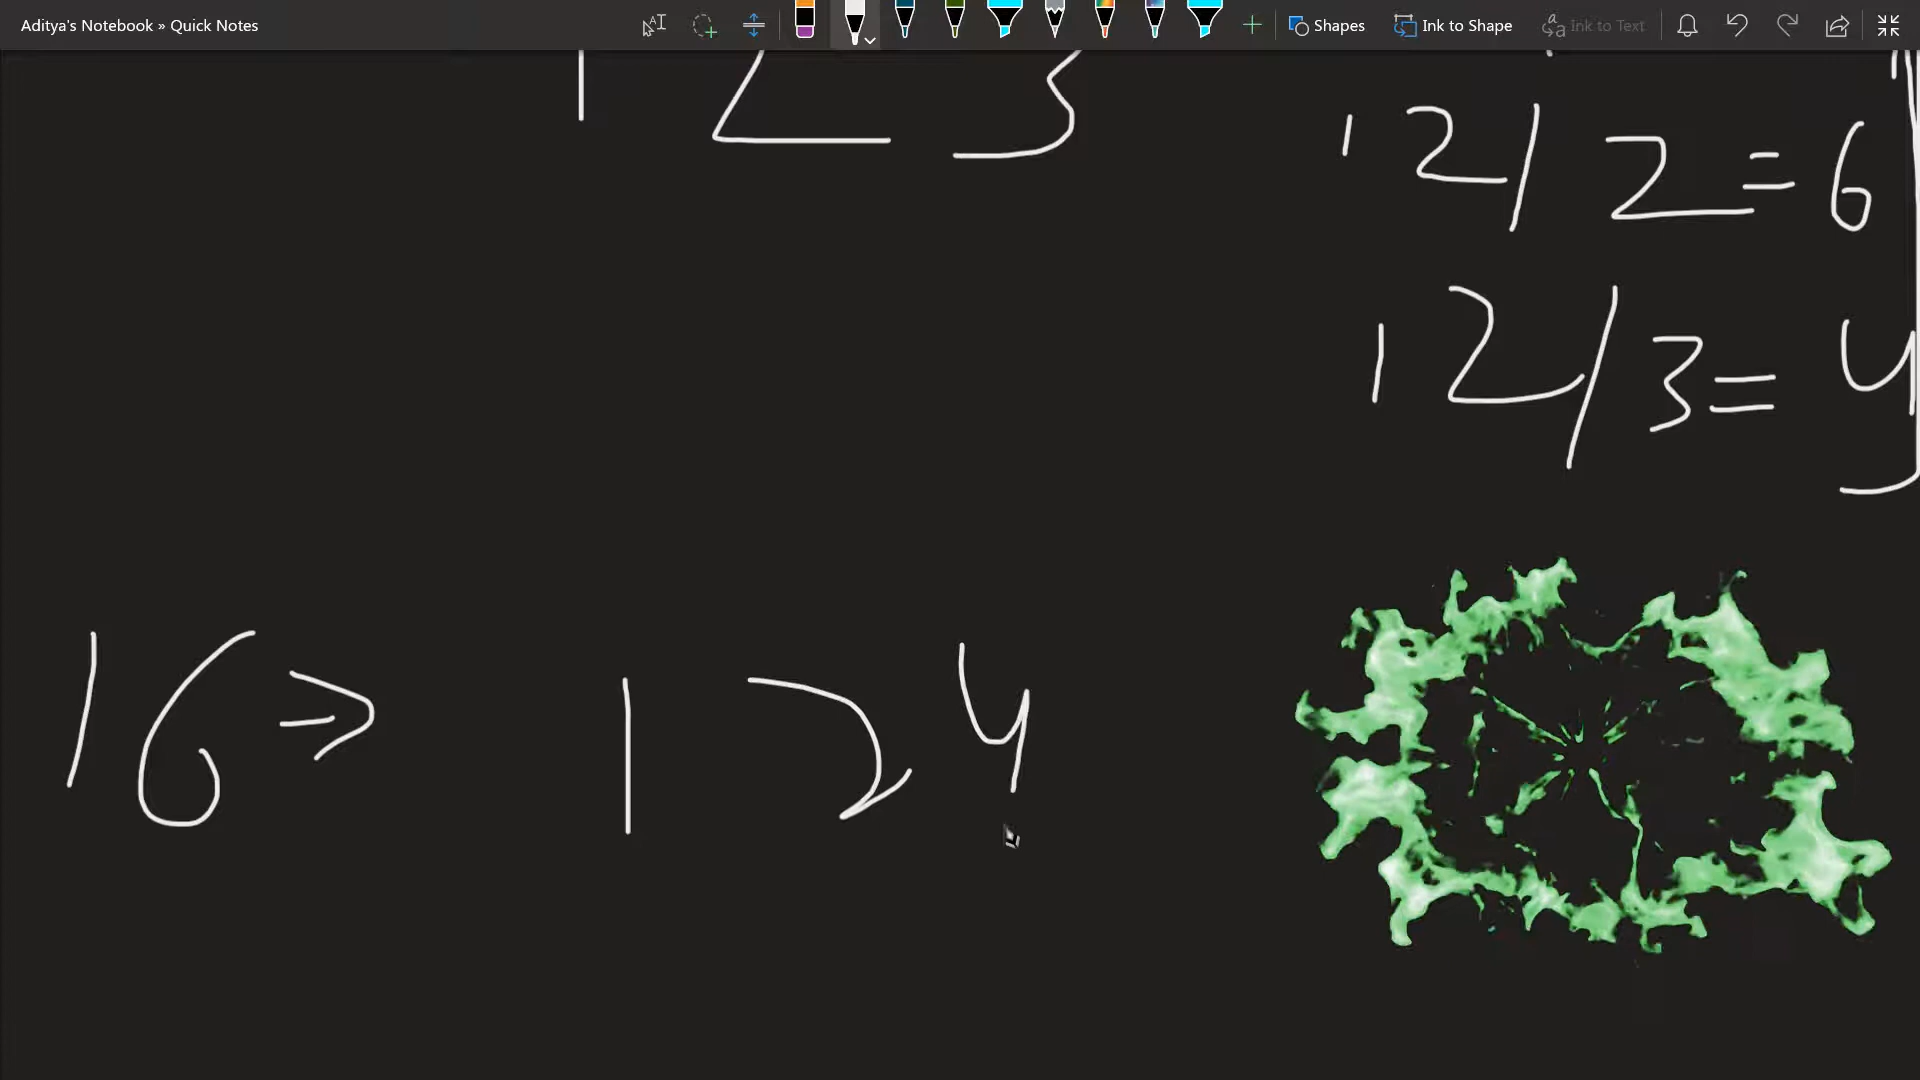 Aditya's Notebook » Quick Notes
Shapes
Ink to Shape
Ink to Text
1 2 3
12/2=6
12/3=4
16→ 1 2 4